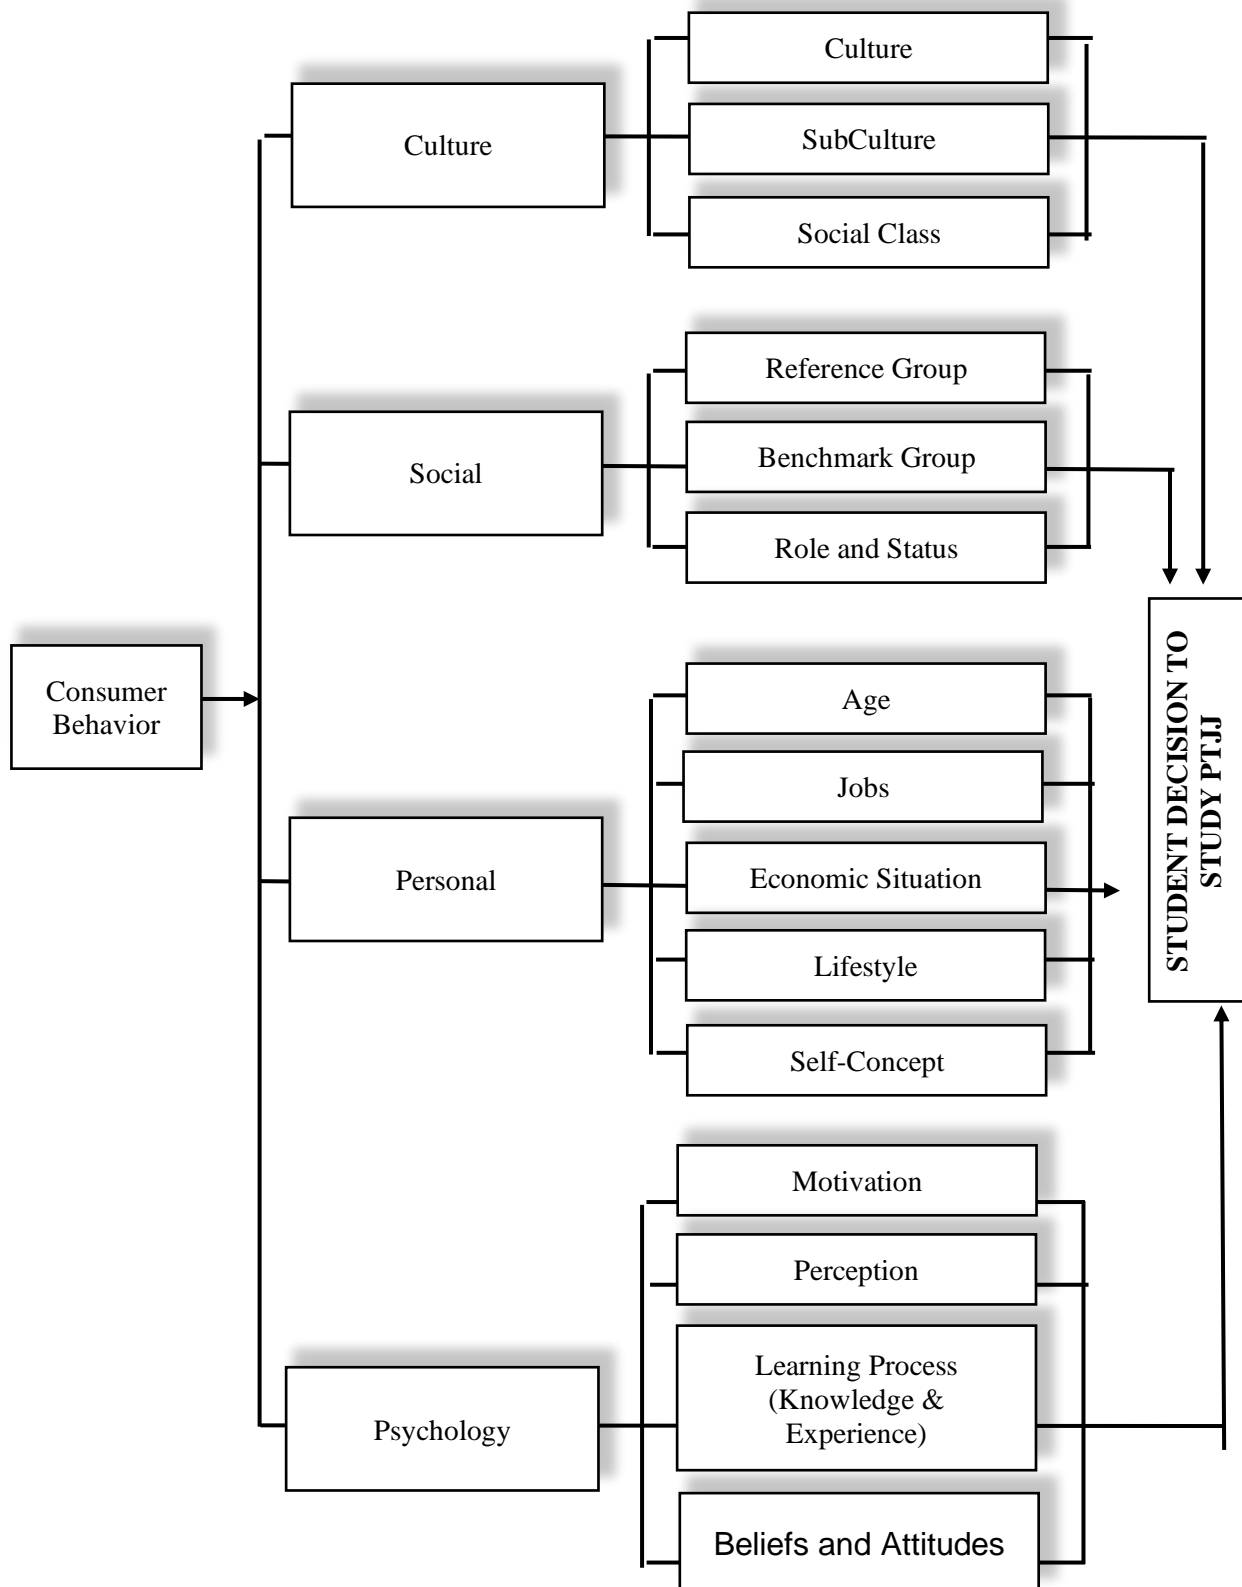 Consumer
Behavior
Culture
Culture
SubCulture
Social Class
Social
Reference Group
Benchmark Group
Role and Status
Personal
Age
Jobs
Economic Situation
Lifestyle
Self-Concept
Psychology
Motivation
Perception
Learning Process
(Knowledge &
Experience)
Beliefs and Attitudes
STUDENT DECISION TO
STUDY PTJJ